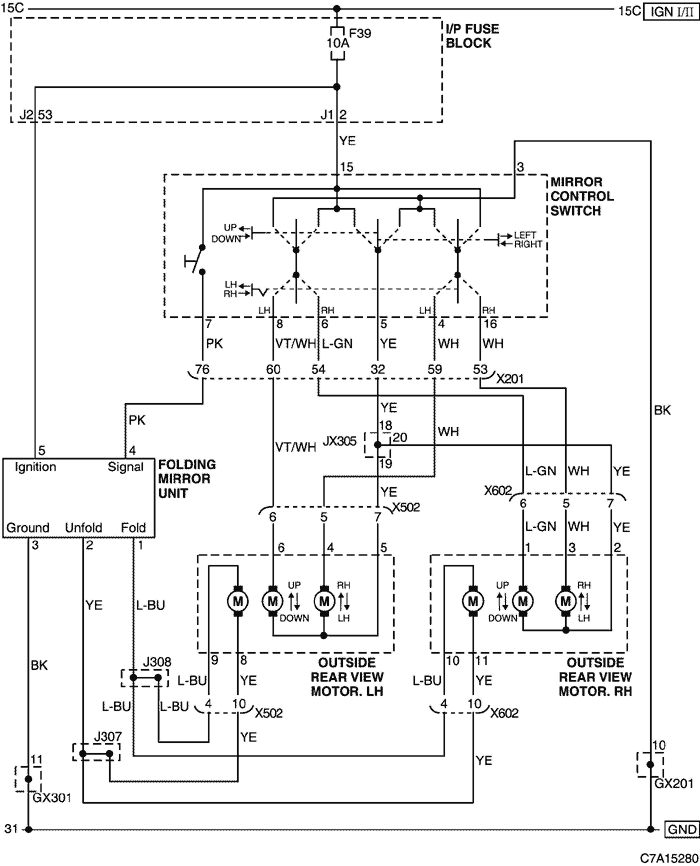 15C
15C IGN I/II
F39
10A
I/P FUSE
BLOCK
J2 53
J1 2
YE
15
3
MIRROR
CONTROL
SWITCH
UP
DOWN
LEFT
RIGHT
LH
RH
LH
RH
LH
RH
7
8
6
5
4
16
PK
VT/WH
L-GN
YE
WH
WH
76
60
54
32
59
53
X201
BK
PK
YE
18
JX305
20
19
WH
VT/WH
L-GN
WH
YE
5
4
Ignition
Signal
FOLDING
MIRROR
UNIT
Ground
Unfold
Fold
3
2
1
YE
X502
6
5
7
X602
6
5
7
L-GN
WH
YE
6
4
5
1
3
2
M
M
UP
DOWN
M
RH
LH
M
UP
DOWN
M
RH
LH
M
YE
L-BU
BK
9
8
OUTSIDE
REAR VIEW
MOTOR. LH
10
11
OUTSIDE
REAR VIEW
MOTOR. RH
J308
L-BU
YE
L-BU
YE
L-BU
L-BU
4
10
X502
4
10
X602
J307
YE
YE
11
GX301
10
GX201
31
GND
C7A15280